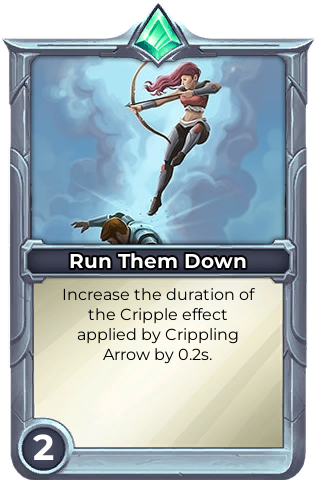 Run Them Down
Increase the duration of
the Cripple effect
applied by Crippling
Arrow by 0.2s.
2